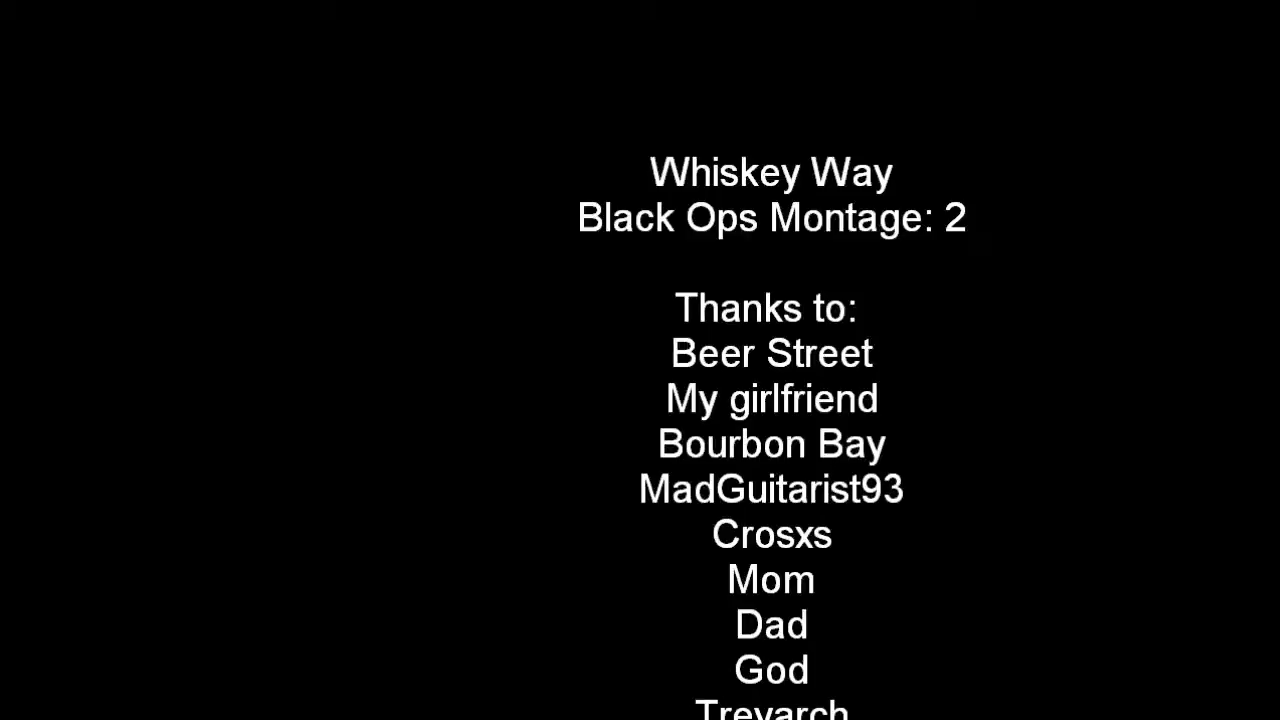 Whiskey Way
Black Ops Montage: 2
Thanks to:
Beer Street
My girlfriend
Bourbon Bay
MadGuitarist93
Crosxs
Mom
Dad
God
Treyarch